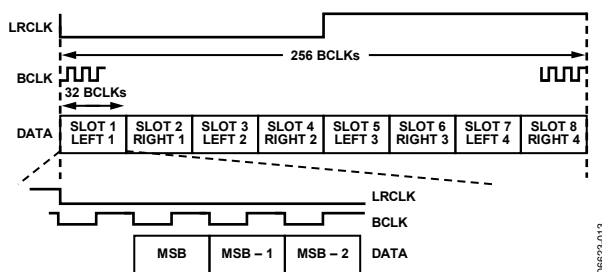 LRCLK
256 BCLKs
BCLK
32 BCLKs
DATA
SLOT 1 LEFT 1
SLOT 2 RIGHT 1
SLOT 3 LEFT 2
SLOT 4 RIGHT 2
SLOT 5 LEFT 3
SLOT 6 RIGHT 3
SLOT 7 LEFT 4
SLOT 8 RIGHT 4
LRCLK
BCLK
MSB MSB – 1 MSB – 2 DATA
06623-013